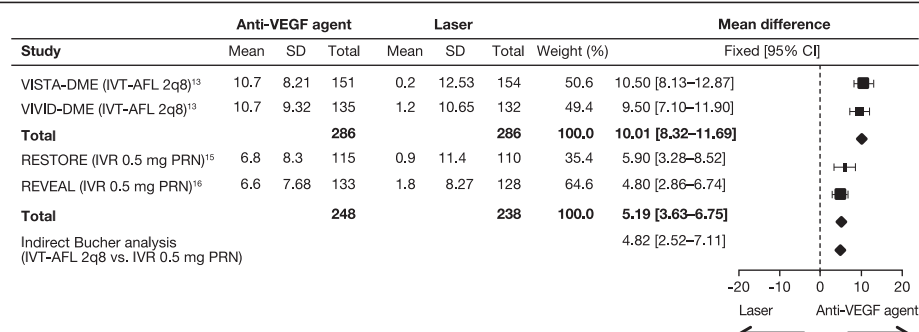 Anti-VEGF agent Laser Mean difference
Study Mean SD Total Mean SD Total Weight (%) Fixed [95% CI]
VISTA-DME (IVT-AFL 2q8)¹³ 10.7 8.21 151 0.2 12.53 154 50.6 10.50 [8.13–12.87]
VIVID-DME (IVT-AFL 2q8)¹³ 10.7 9.32 135 1.2 10.65 132 49.4 9.50 [7.10–11.90]
Total 286 286 100.0 10.01 [8.32–11.69]
RESTORE (IVR 0.5 mg PRN)¹⁵ 6.8 8.3 115 0.9 11.4 110 35.4 5.90 [3.28–8.52]
REVEAL (IVR 0.5 mg PRN)¹⁶ 6.6 7.68 133 1.8 8.27 128 64.6 4.80 [2.86–6.74]
Total 248 238 100.0 5.19 [3.63–6.75]
Indirect Bucher analysis 4.82 [2.52–7.11]
(IVT-AFL 2q8 vs. IVR 0.5 mg PRN)
-20 -10 0 10 20
Laser Anti-VEGF agent